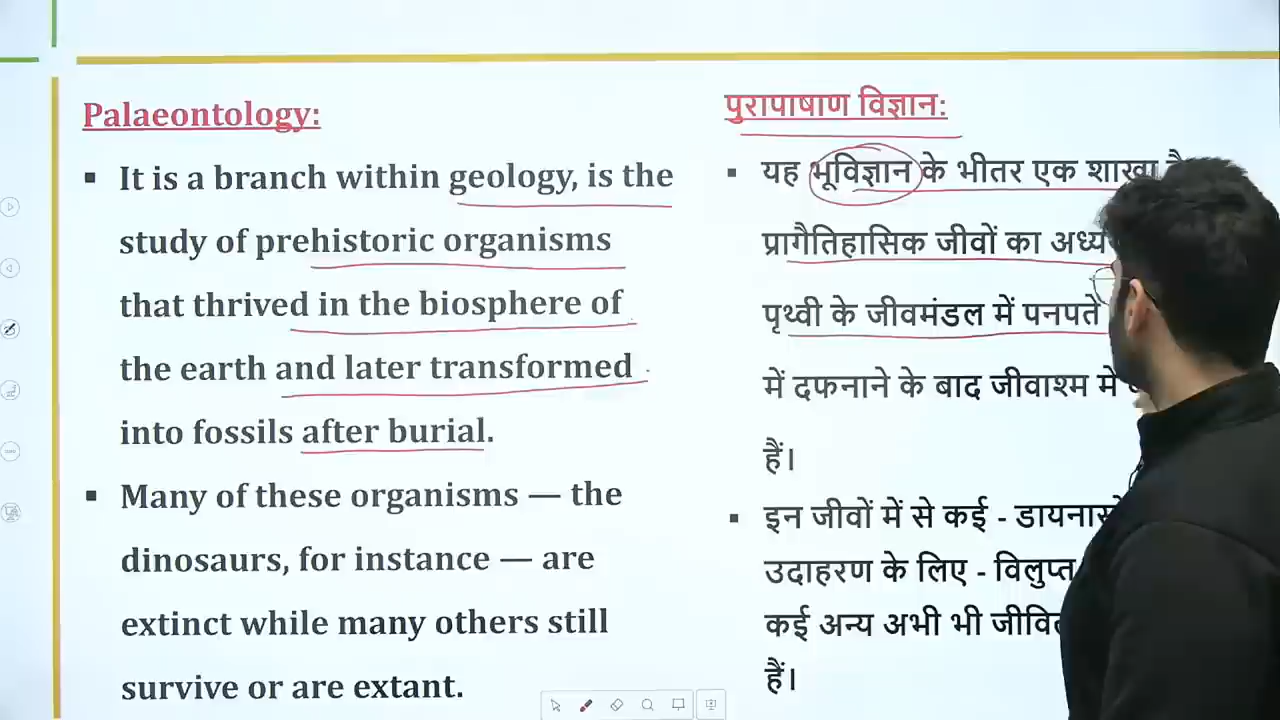 Palaeontology:
It is a branch within geology, is the
study of prehistoric organisms
that thrived in the biosphere of
the earth and later transformed
into fossils after burial.
Many of these organisms — the
dinosaurs, for instance — are
extinct while many others still
survive or are extant.
पुरापाषाण विज्ञान:
यह भूविज्ञान के भीतर एक शाखा
प्रागैतिहासिक जीवों का
पृथ्वी के जीवमंडल में पनपते
में दफनाने के बाद जीवाश्म में
हैं।
इन जीवों में से कई -
उदाहरण के लिए - विलुप्त
कई अन्य अभी भी
हैं।